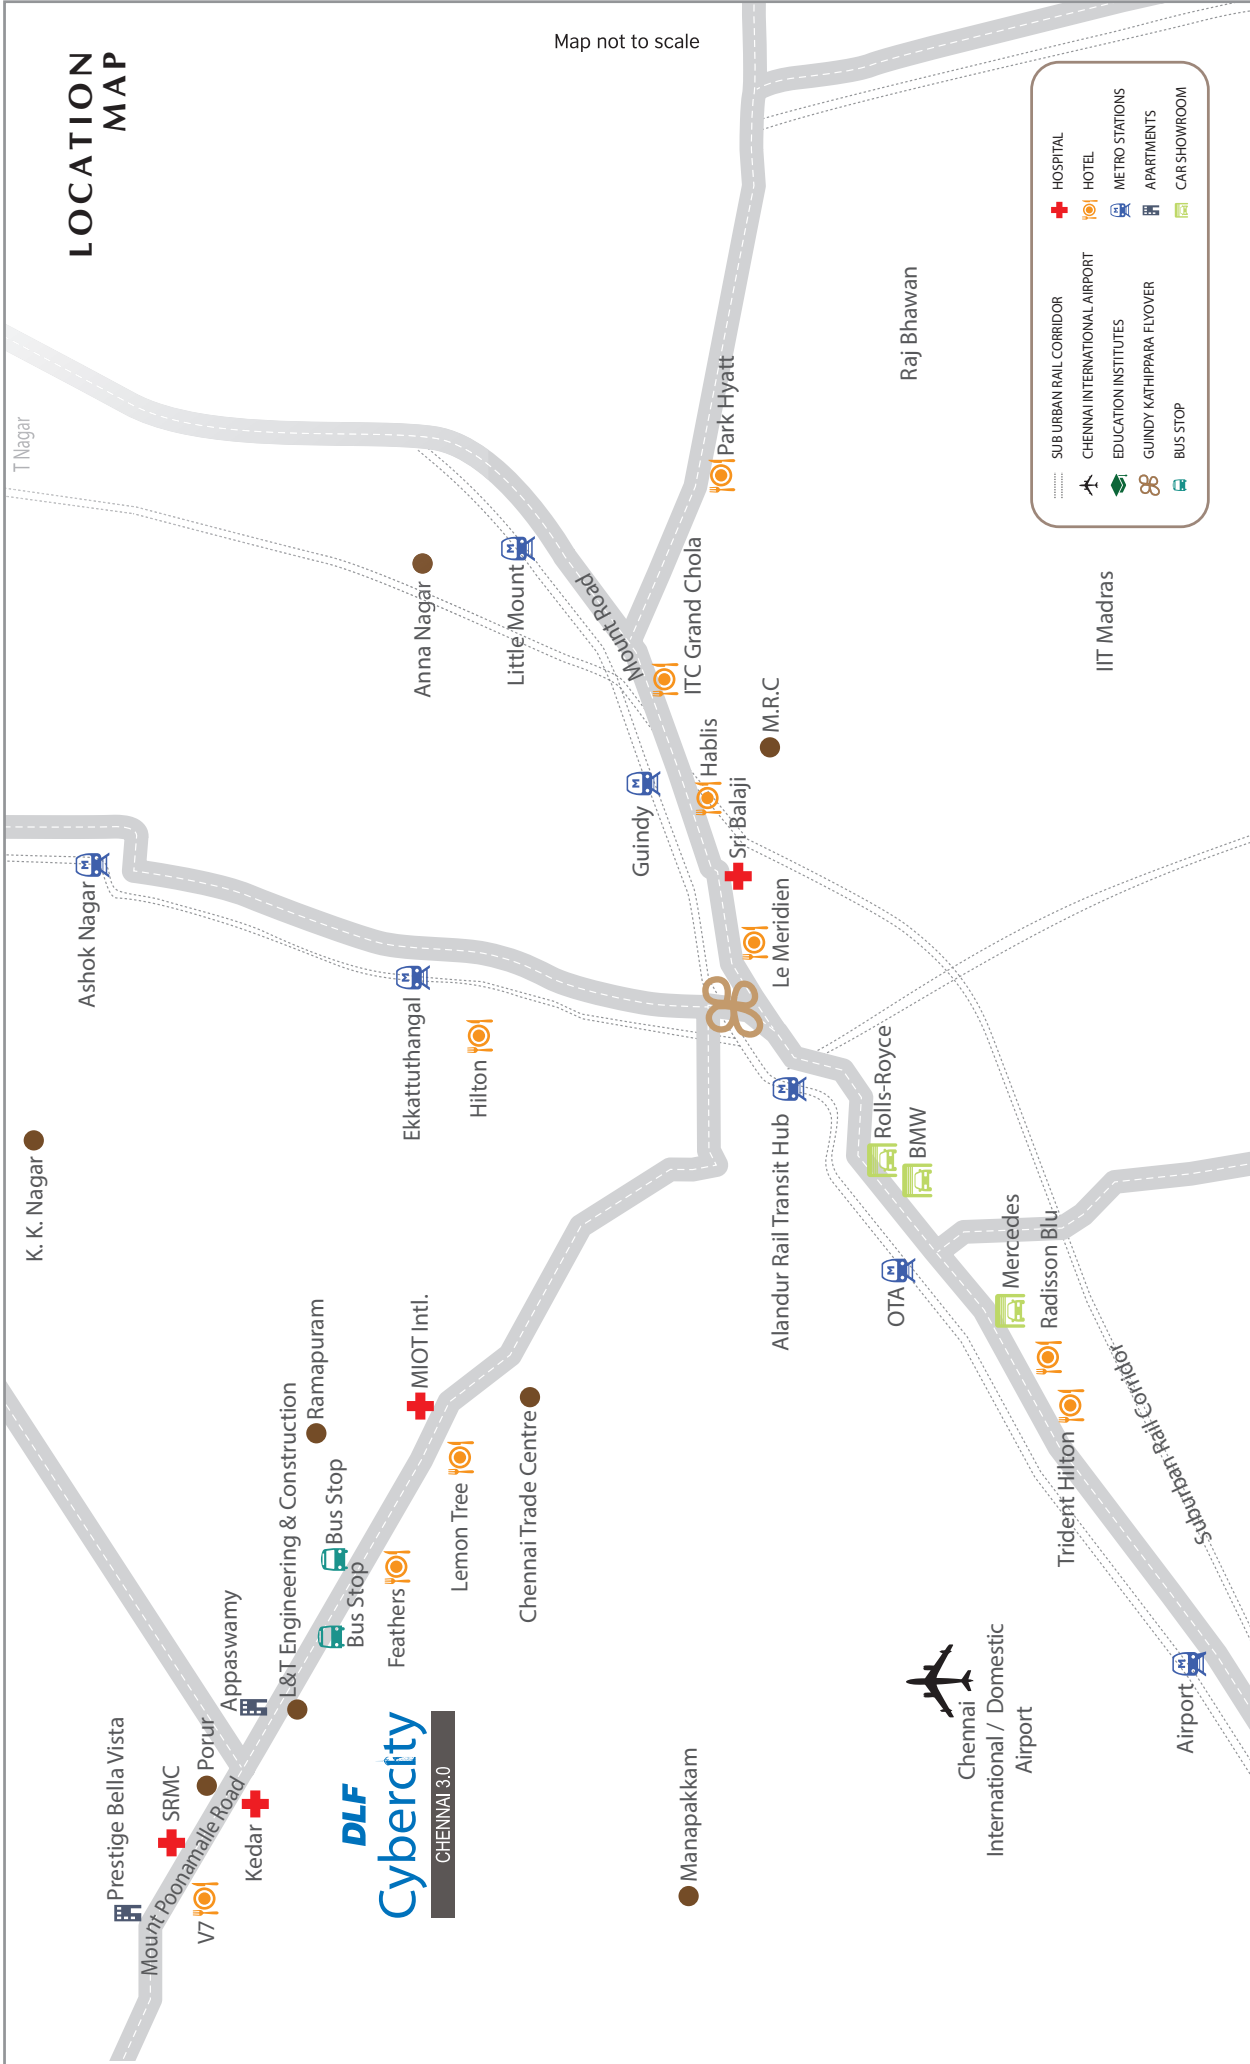 LOCATION
MAP
Map not to scale
T Nagar
Mount Poonamalle Road
Prestige Bella Vista
SRMC
Porur
V7
Kedar
Appaswamy
L&T Engineering & Construction
Ramapuram
Bus Stop
Bus Stop
Feathers
Lemon Tree
MIOT Intl.
Chennai Trade Centre
DLF
Cybercity
CHENNAI 3.0
Manapakkam
K. K. Nagar
Ashok Nagar
Ekkattuthangal
Hilton
Anna Nagar
Little Mount
Guindy
Mount Road
ITC Grand Chola
Park Hyatt
Hablis
Sri Balaji
M.R.C
Le Meridien
Raj Bhawan
IIT Madras
Alandur Rail Transit Hub
Rolls-Royce
BMW
OTA
Mercedes
Radisson Blu
Trident Hilton
Suburban Rail Corridor
Chennai
International / Domestic
Airport
Airport
SUB URBAN RAIL CORRIDOR
CHENNAI INTERNATIONAL AIRPORT
EDUCATION INSTITUTES
GUINDY KATHIPPARA FLYOVER
BUS STOP
HOSPITAL
HOTEL
METRO STATIONS
APARTMENTS
CAR SHOWROOM